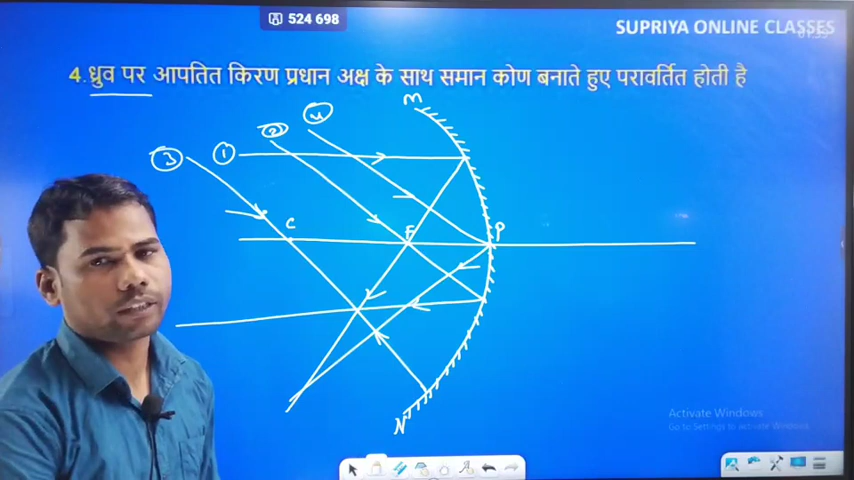 524 698
SUPRIYA ONLINE CLASSES
4.ध्रुव पर आपतित किरण प्रधान अक्ष के साथ समान कोण बनाते हुए परावर्तित होती है
M
4
2
3
1
C
F
P
N
Activate Windows
Go to Settings to activate Windows.